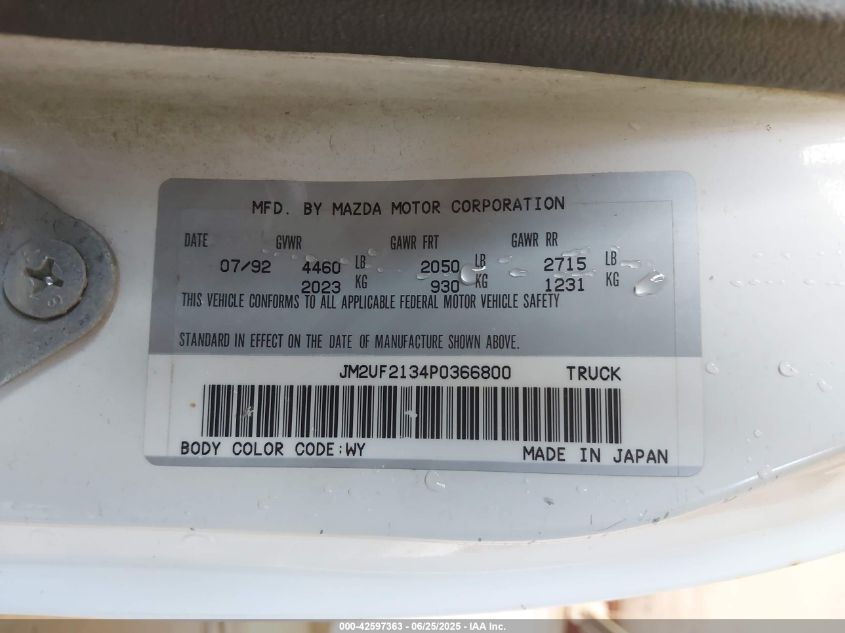 MFD. BY MAZDA MOTOR CORPORATION
DATE GVWR GAWR FRT GAWR RR
07/92 4460 LB 2050 LB 2715 LB
2023 KG 930 KG 1231 KG
THIS VEHICLE CONFORMS TO ALL APPLICABLE FEDERAL MOTOR VEHICLE SAFETY
STANDARD IN EFFECT ON THE DATE OF MANUFACTURE SHOWN ABOVE.
JM2UF2134P0366800 TRUCK
BODY COLOR CODE:WY MADE IN JAPAN
000-42597363 - 06/25/2025 - IAA Inc.